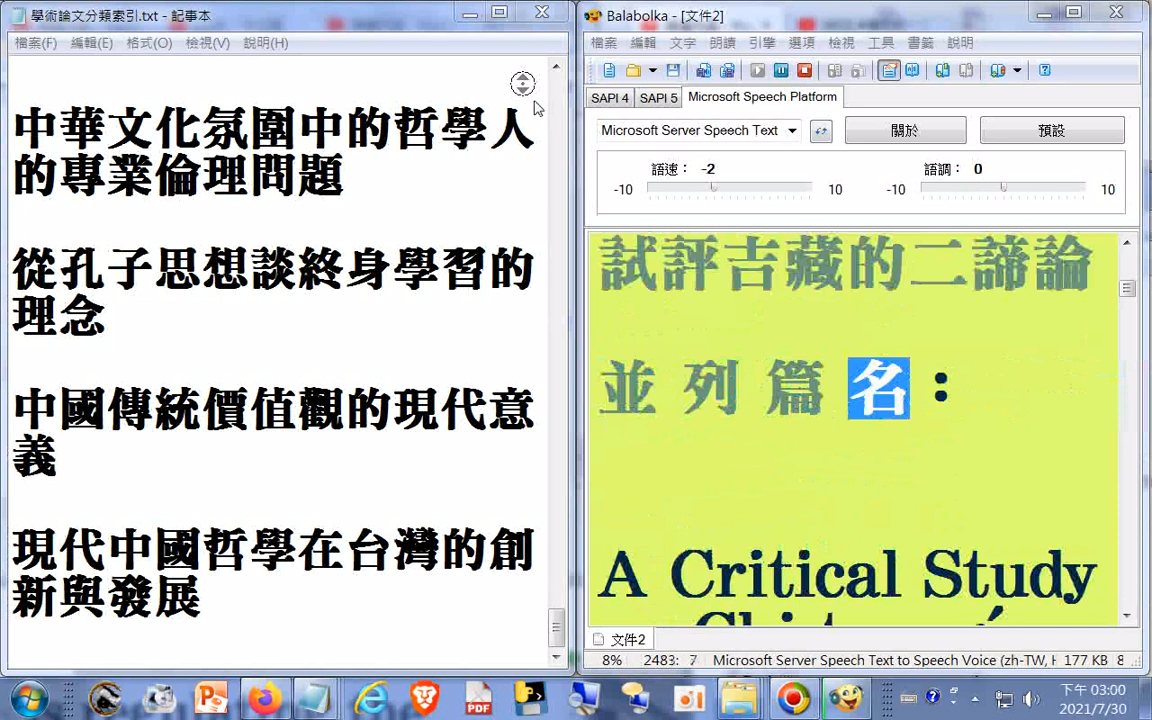 學術論文分類索引.txt - 記事本
檔案(F) 編輯(E) 格式(O) 檢視(V) 說明(H)
中華文化氛圍中的哲學人
的專業倫理問題
從孔子思想談終身學習的
理念
中國傳統價值觀的現代意
義
現代中國哲學在台灣的創
新與發展
Balabolka - [文件2]
檔案 編輯 文字 朗讀 引擎 選項 檢視 工具 書籤 說明
SAPI 4 SAPI 5 Microsoft Speech Platform
Microsoft Server Speech Text 關於 預設
語速： -2 語調： 0
-10 10 -10 10
試評吉藏的二諦論
並 列 篇 名 ：
A Critical Study
文件2
8% 2483: 7 Microsoft Server Speech Text to Speech Voice (zh-TW, H 177 KB 8
PDF
下午 03:00
2021/7/30